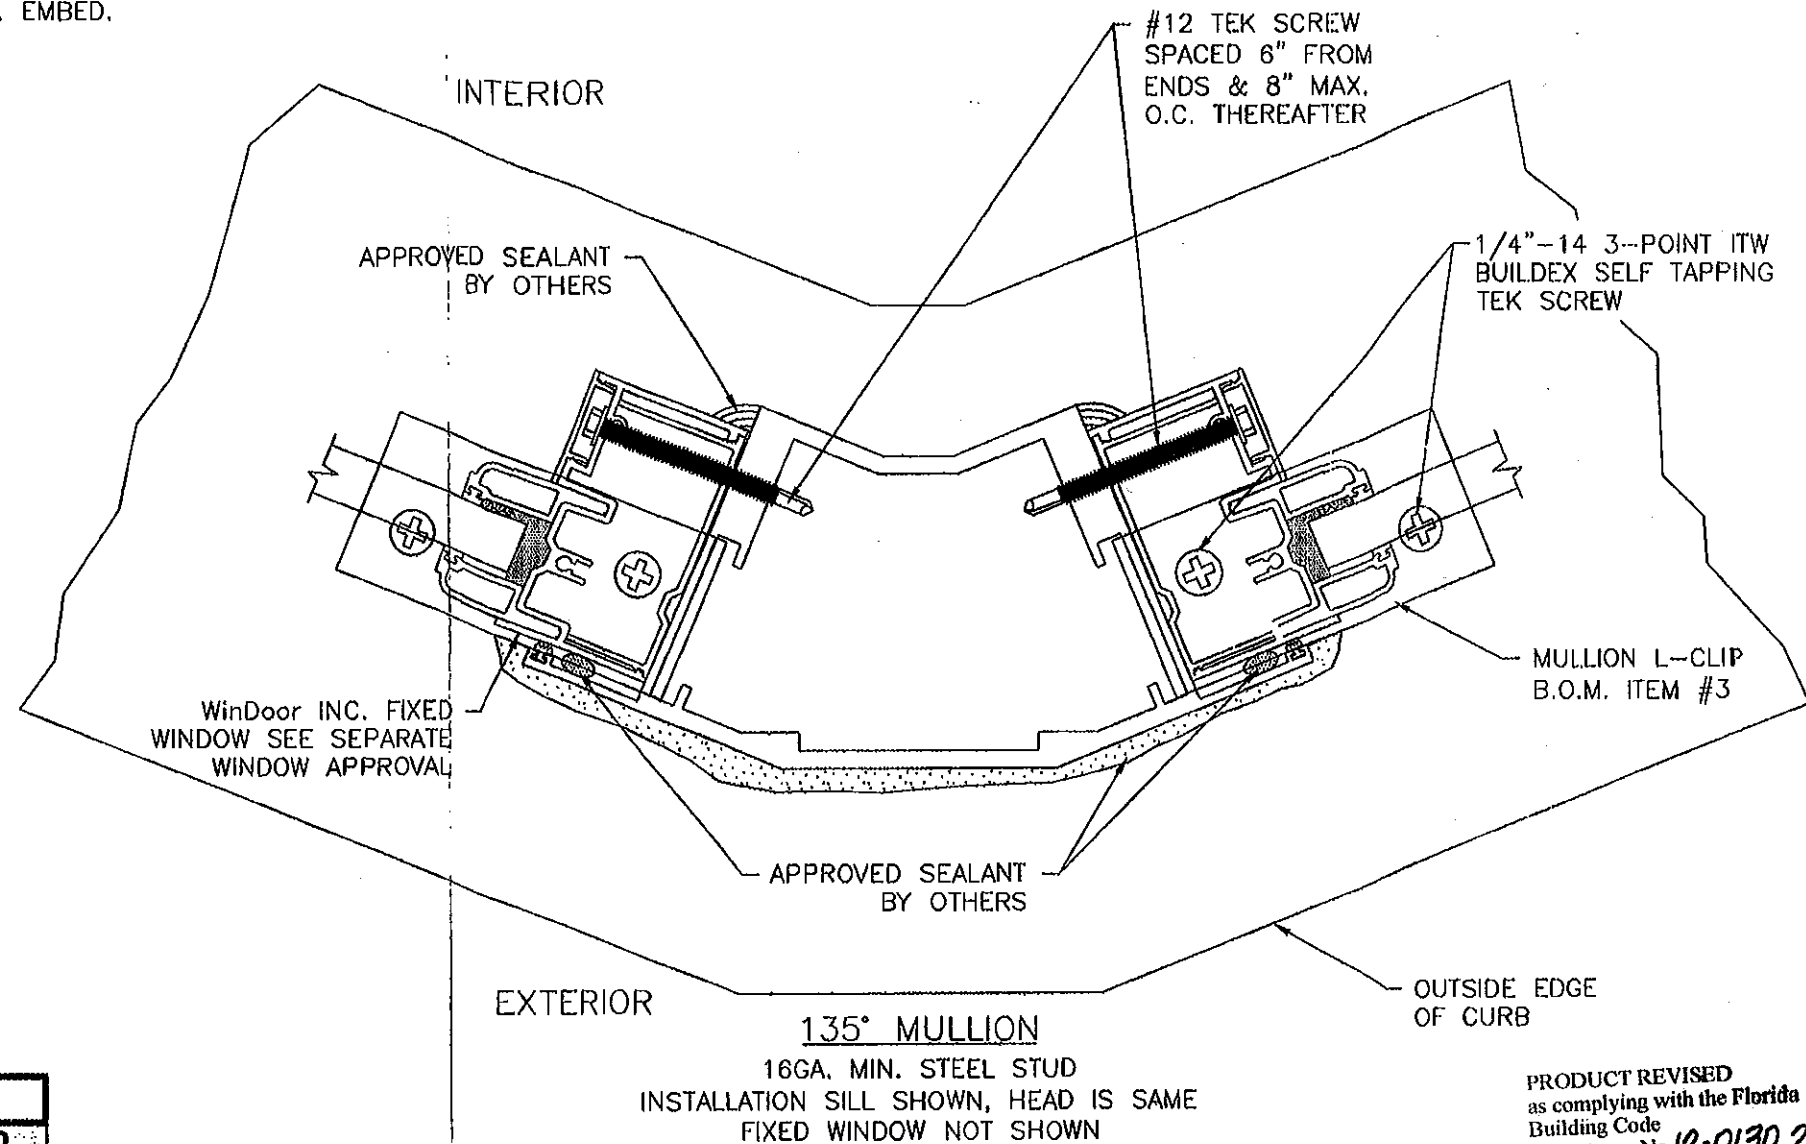 EMBED.
#12 TEK SCREW
SPACED 6" FROM
ENDS & 8" MAX.
O.C. THEREAFTER
INTERIOR
APPROVED SEALANT
BY OTHERS
1/4"-14 3-POINT ITW
BUILDEX SELF TAPPING
TEK SCREW
MULLION L-CLIP
B.O.M. ITEM #3
WinDoor INC. FIXED
WINDOW SEE SEPARATE
WINDOW APPROVAL
APPROVED SEALANT
BY OTHERS
EXTERIOR
OUTSIDE EDGE
OF CURB
135° MULLION
16GA. MIN. STEEL STUD
INSTALLATION SILL SHOWN, HEAD IS SAME
FIXED WINDOW NOT SHOWN
PRODUCT REVISED
as complying with the Florida
Building Code